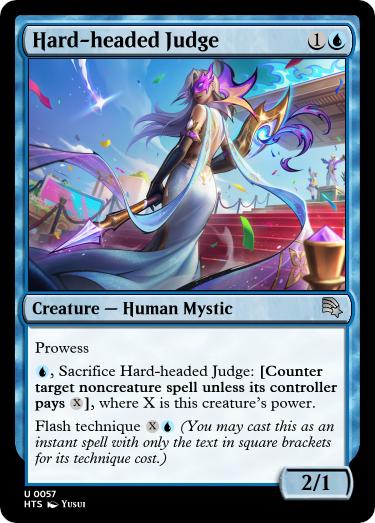 Hard-headed Judge 1
Creature — Human Mystic
Prowess
, Sacrifice Hard-headed Judge: [Counter
target noncreature spell unless its controller
pays X], where X is this creature's power.
Flash technique X (You may cast this as an
instant spell with only the text in square brackets
for its technique cost.)
2/1
U 0057
HTS Yusui